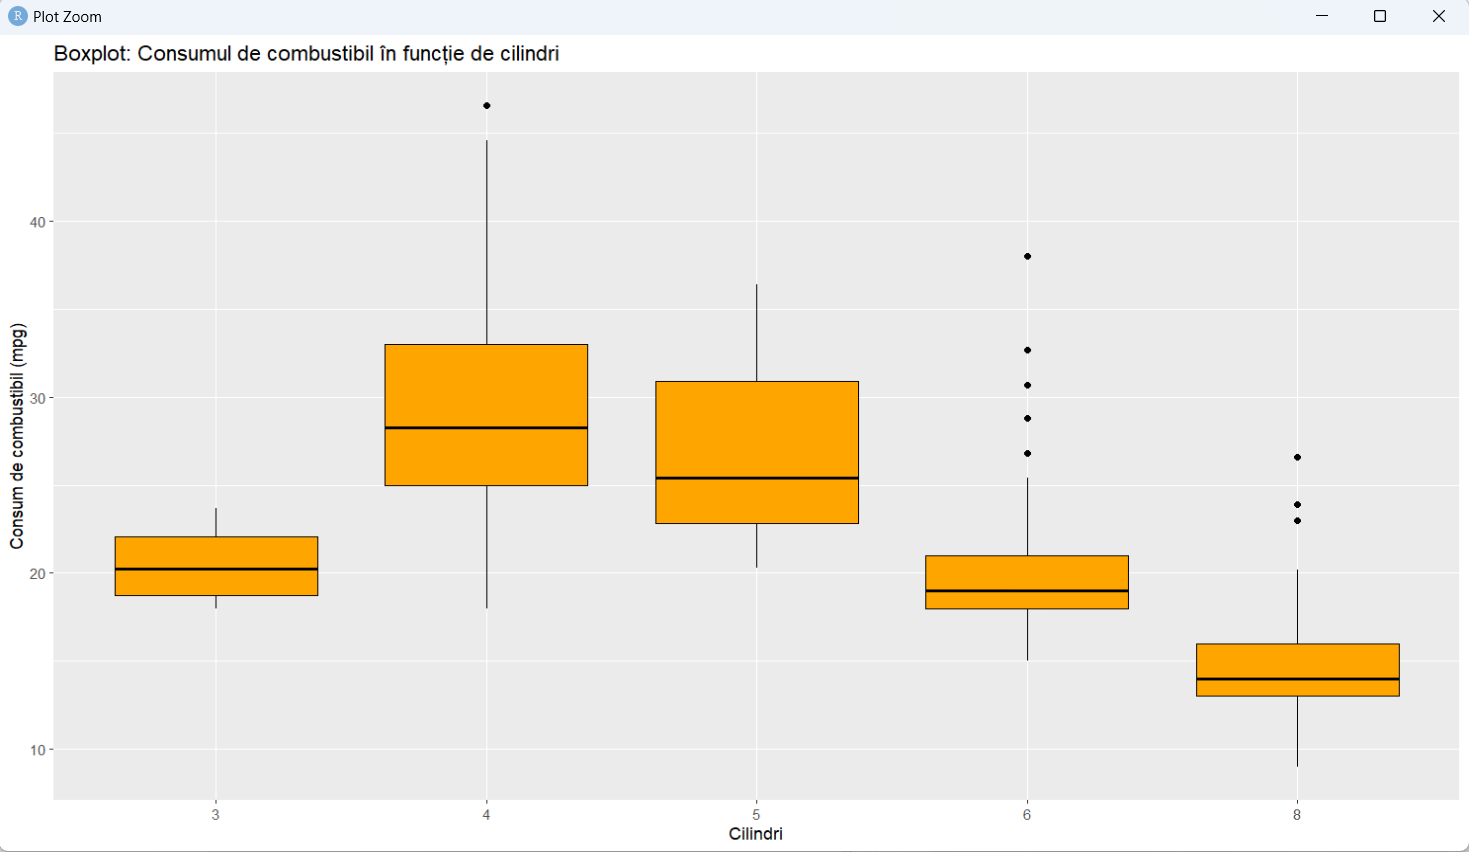 R Plot Zoom
Boxplot: Consumul de combustibil în funcție de cilindri
Consum de combustibil (mpg)
40
30
20
10
3 4 5 6 8
Cilindri